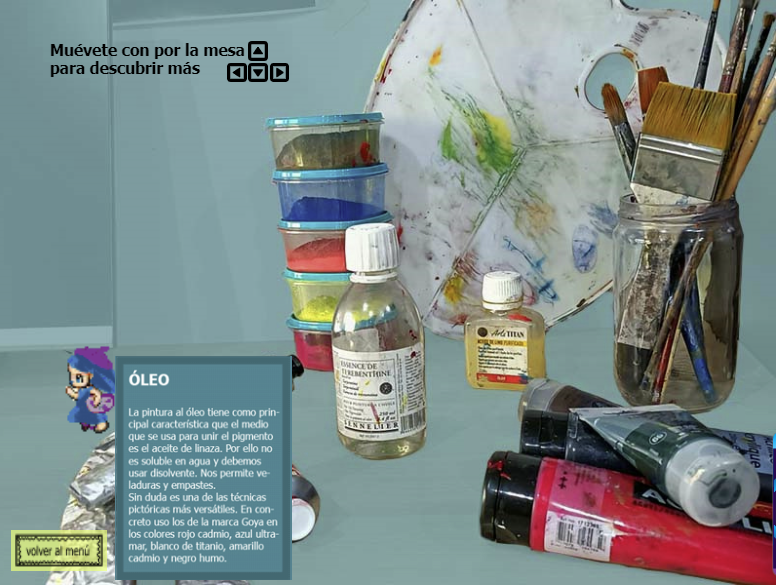 Muévete con por la mesa
para descubrir más
ESSENCE DE
TEREBENTHINE
SENNELIER
Arts TITAN
ÓLEO
La pintura al óleo tiene como prin-
cipal característica que el medio
que se usa para unir el pigmento
es el aceite de linaza. Por ello no
es soluble en agua y debemos
usar disolvente. Nos permite ve-
laduras y empastes.
Sin duda es una de las técnicas
pictóricas más versátiles. En con-
creto uso los de la marca Goya en
los colores rojo cadmio, azul ultra-
mar, blanco de titanio, amarillo
cadmio y negro humo.
volver al menú